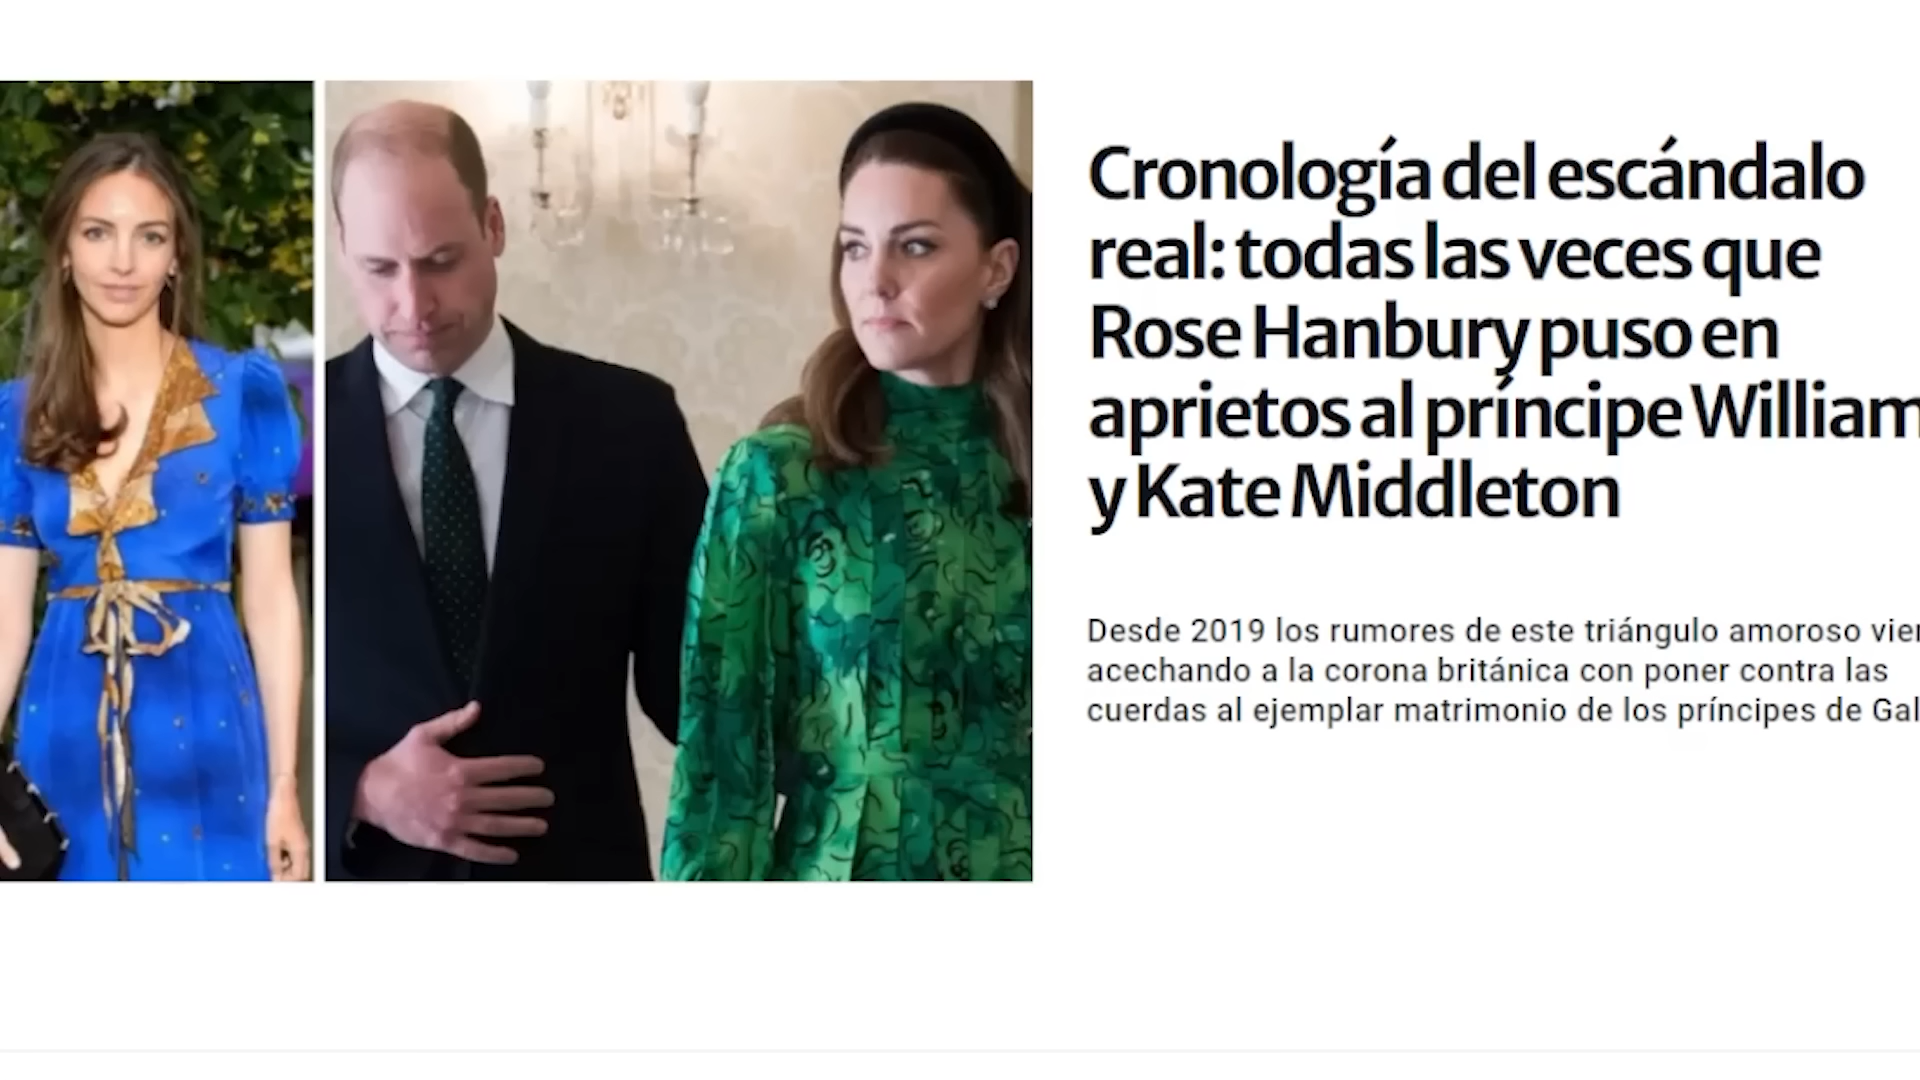 Cronología del escándalo
real: todas las veces que
Rose Hanbury puso en
aprietos al príncipe William
y Kate Middleton
Desde 2019 los rumores de este triángulo amoroso
acechando a la corona británica con poner contra las
cuerdas al ejemplar matrimonio de los príncipes de